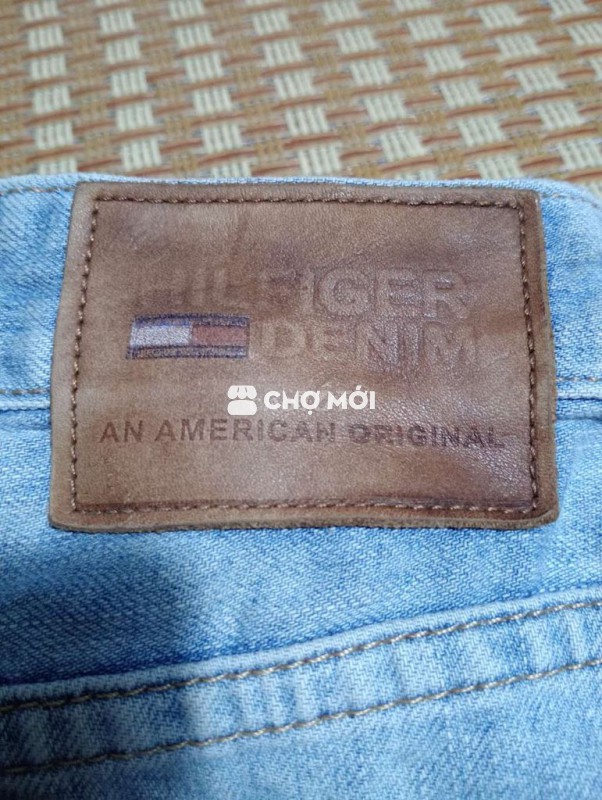 HILFIGER
DENIM
CHỢ MỚI
AN AMERICAN ORIGINAL